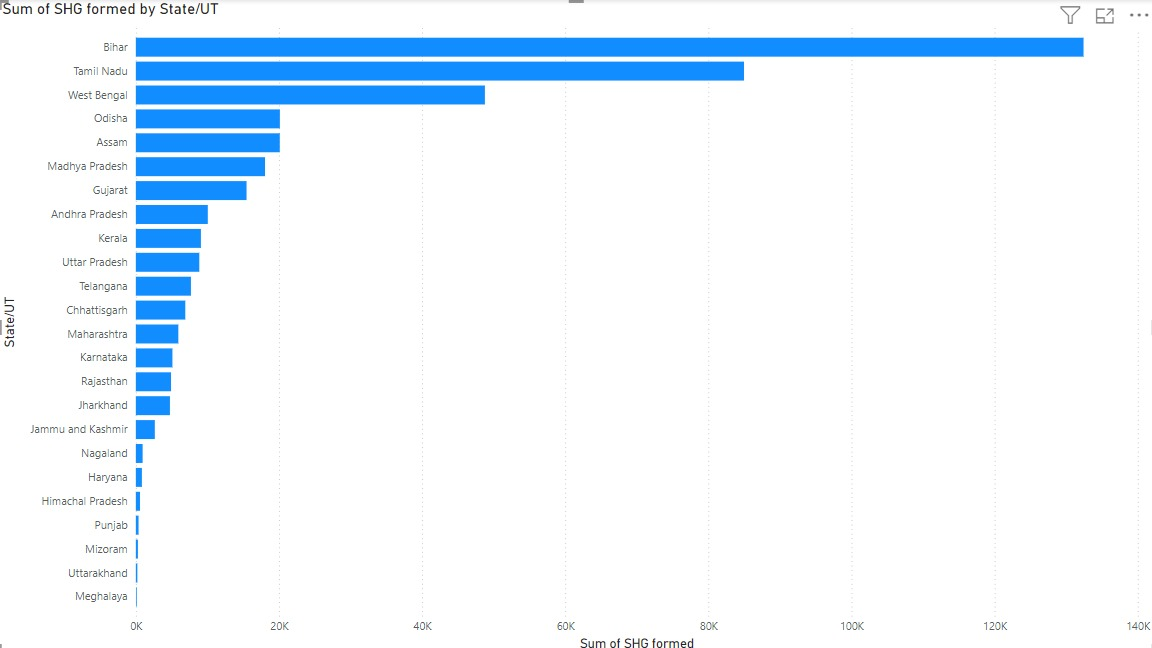 Sum of SHG formed by State/UT
State/UT
Bihar
Tamil Nadu
West Bengal
Odisha
Assam
Madhya Pradesh
Gujarat
Andhra Pradesh
Kerala
Uttar Pradesh
Telangana
Chhattisgarh
Maharashtra
Karnataka
Rajasthan
Jharkhand
Jammu and Kashmir
Nagaland
Haryana
Himachal Pradesh
Punjab
Mizoram
Uttarakhand
Meghalaya
0K 20K 40K 60K 80K 100K 120K 140K
Sum of SHG formed